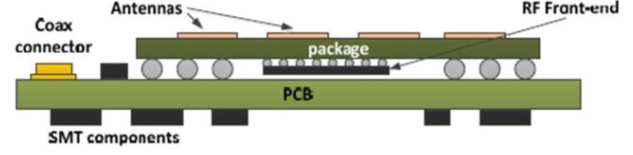 Antennas
RF Front-end
Coax
connector
package
PCB
SMT components